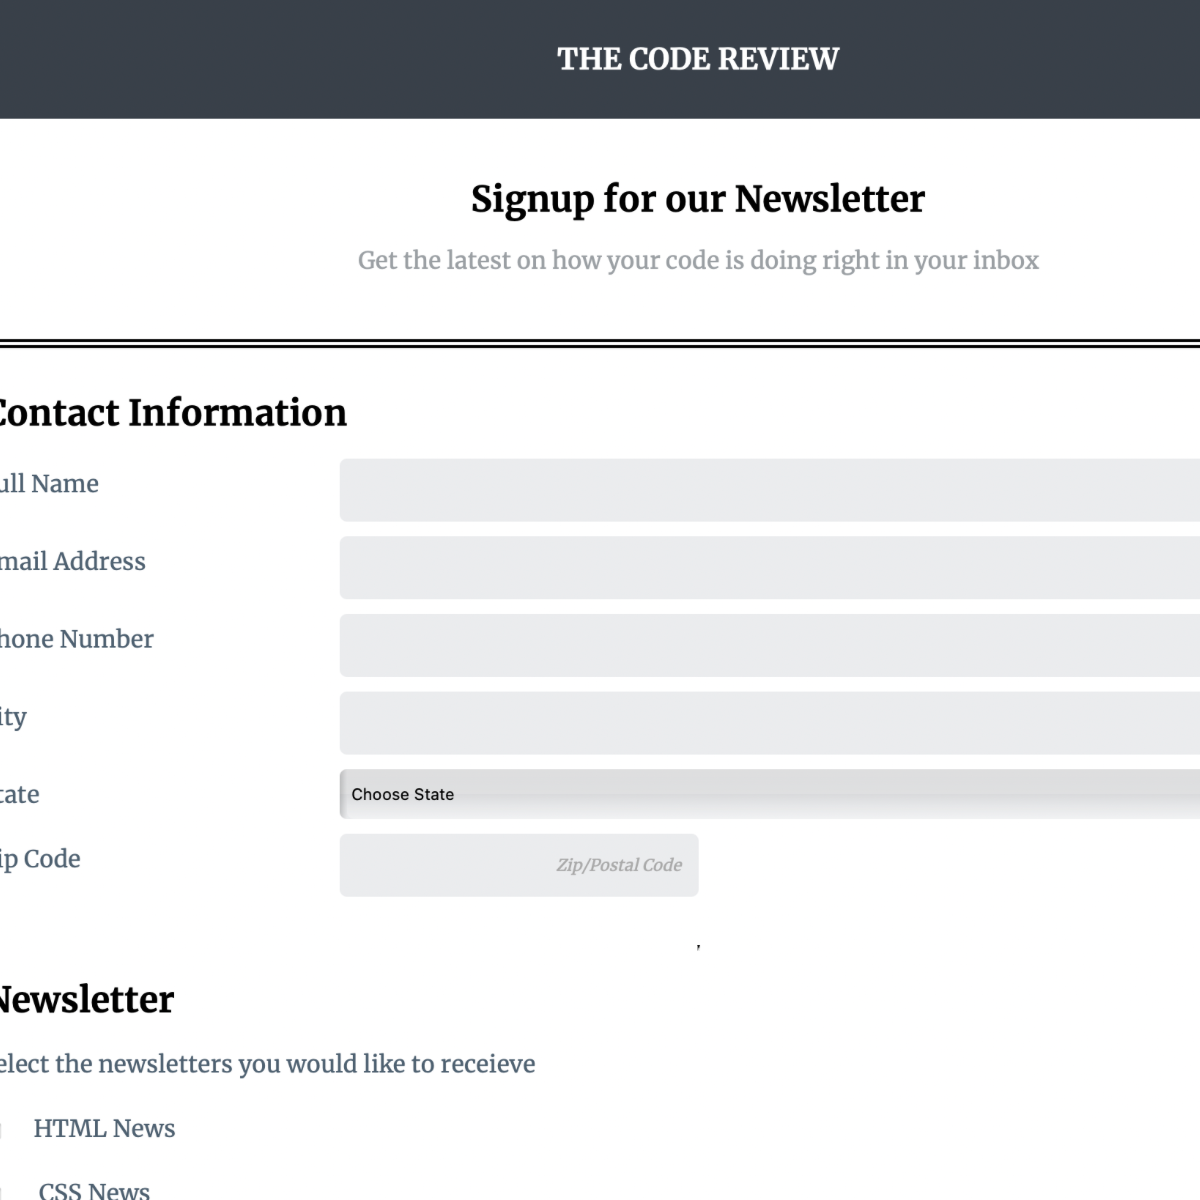 THE CODE REVIEW
Signup for our Newsletter
Get the latest on how your code is doing right in your inbox
Contact Information
ull Name
mail Address
hone Number
ity
tate
Choose State
ip Code
Zip/Postal Code
,
Newsletter
elect the newsletters you would like to receieve
HTML News
CSS News